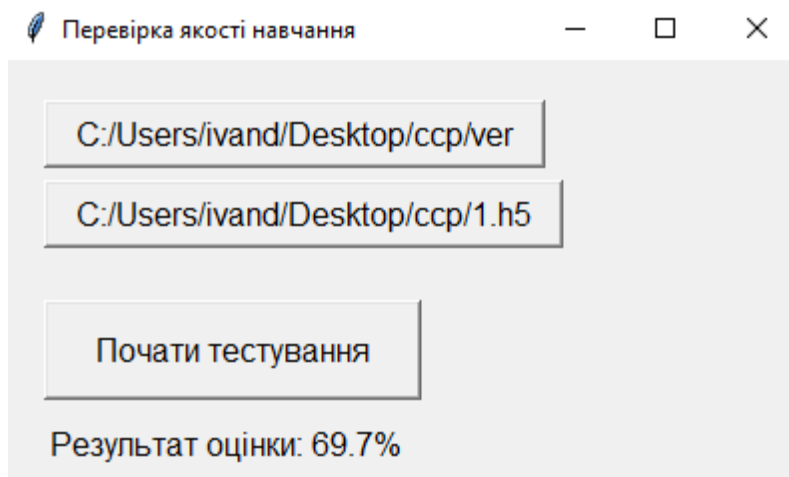 Перевірка якості навчання
C:/Users/ivand/Desktop/ccp/ver
C:/Users/ivand/Desktop/ccp/1.h5
Почати тестування
Результат оцінки: 69.7%